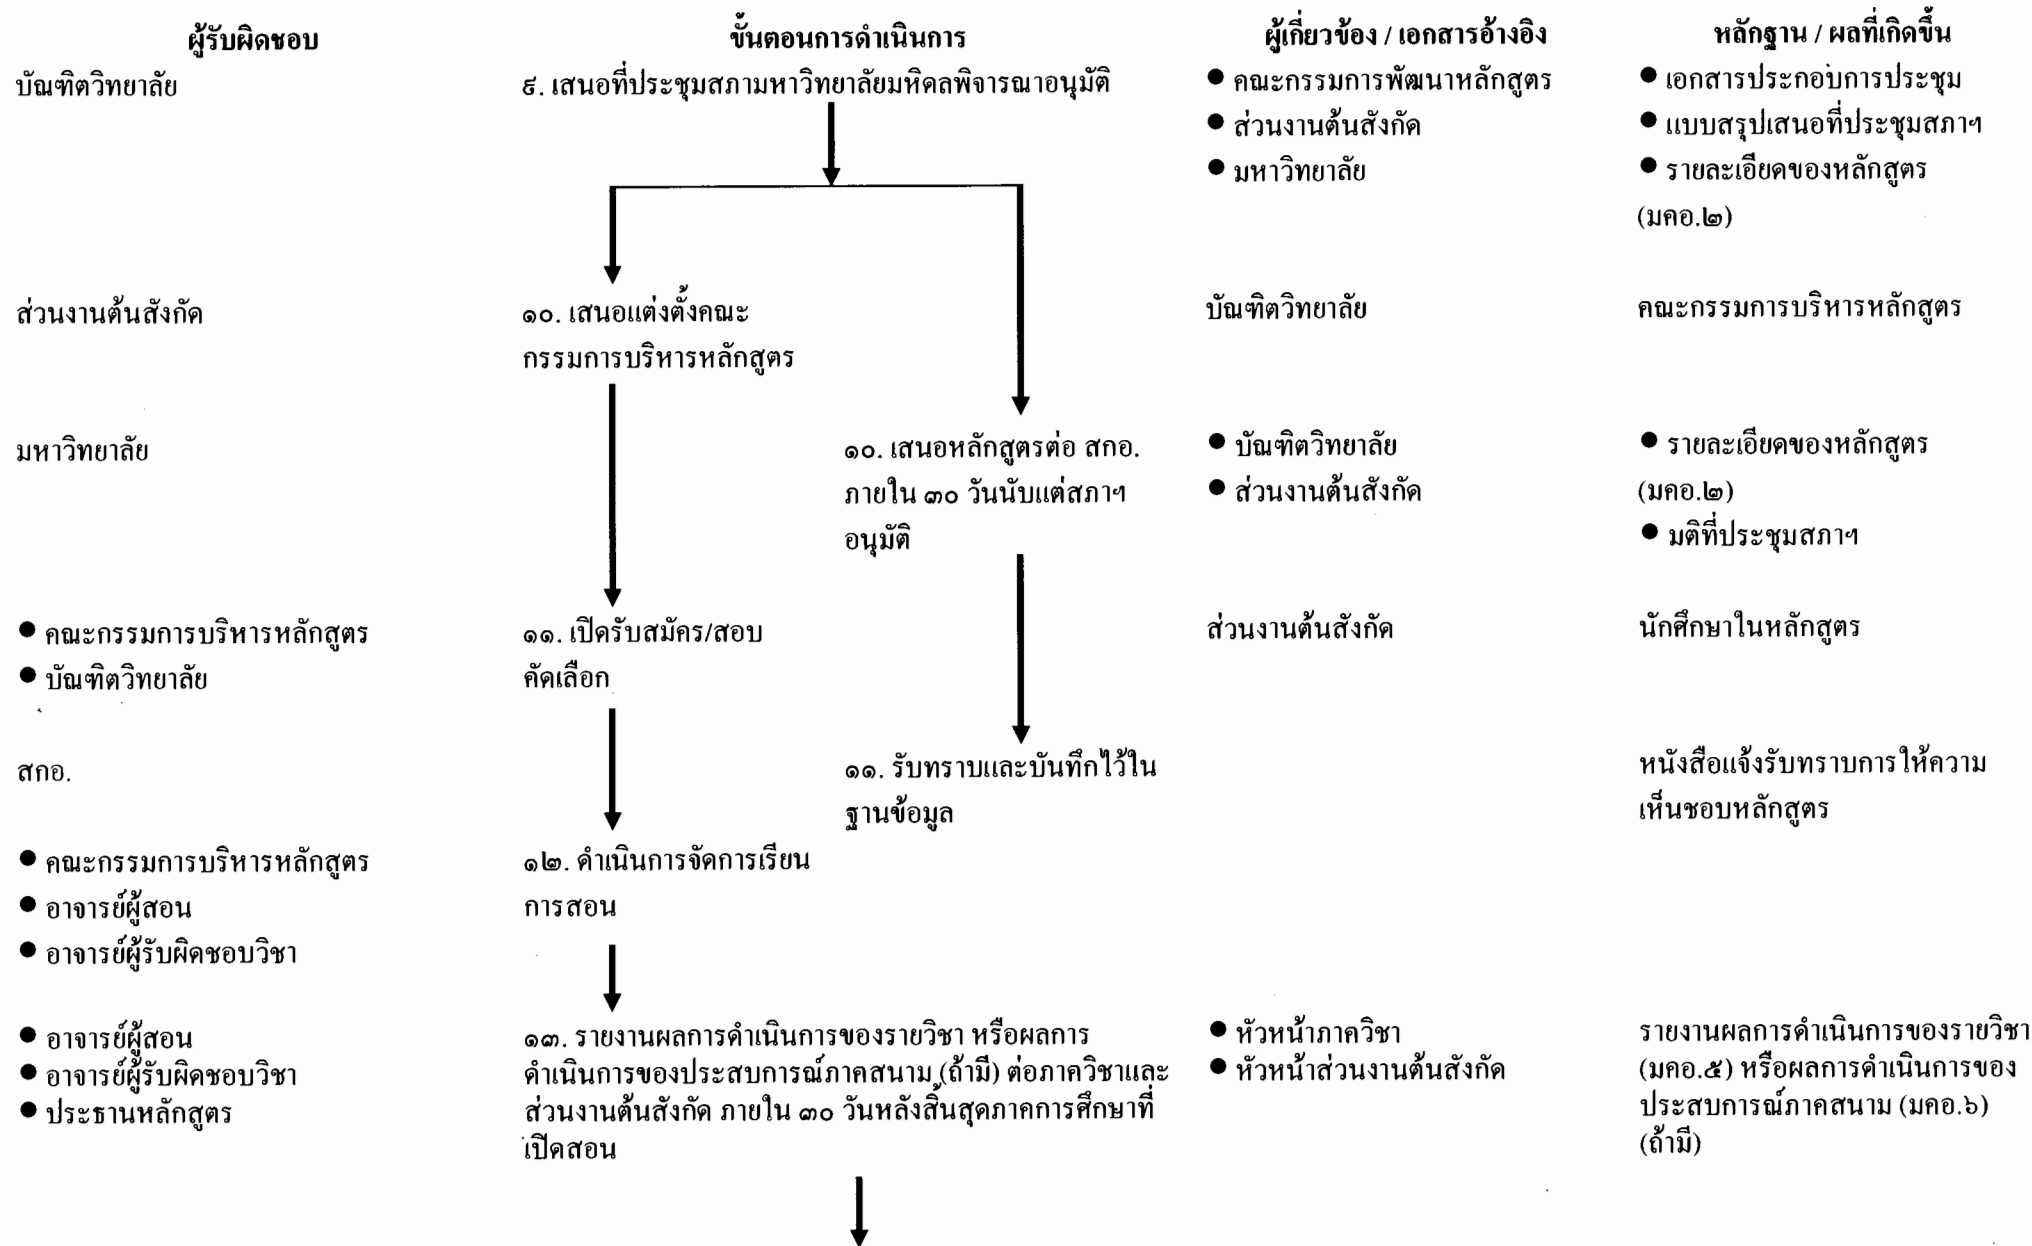 ผู้รับผิดชอบ
ขั้นตอนการดำเนินการ
ผู้เกี่ยวข้อง / เอกสารอ้างอิง
หลักฐาน / ผลที่เกิดขึ้น
บัณฑิตวิทยาลัย
๙. เสนอที่ประชุมสภามหาวิทยาลัยมหิดลพิจารณาอนุมัติ
● คณะกรรมการพัฒนาหลักสูตร
● ส่วนงานต้นสังกัด
● มหาวิทยาลัย
● เอกสารประกอบการประชุม
● แบบสรุปเสนอที่ประชุมสภาฯ
● รายละเอียดของหลักสูตร
(มคอ.๒)
ส่วนงานต้นสังกัด
๑๐. เสนอแต่งตั้งคณะ
กรรมการบริหารหลักสูตร
บัณฑิตวิทยาลัย
คณะกรรมการบริหารหลักสูตร
มหาวิทยาลัย
๑๐. เสนอหลักสูตรต่อ สกอ.
ภายใน ๓๐ วันนับแต่สภาฯ
อนุมัติ
● บัณฑิตวิทยาลัย
● ส่วนงานต้นสังกัด
● รายละเอียดของหลักสูตร
(มคอ.๒)
● มติที่ประชุมสภาฯ
● คณะกรรมการบริหารหลักสูตร
● บัณฑิตวิทยาลัย
๑๑. เปิดรับสมัคร/สอบ
คัดเลือก
ส่วนงานต้นสังกัด
นักศึกษาในหลักสูตร
สกอ.
๑๑. รับทราบและบันทึกไว้ใน
ฐานข้อมูล
หนังสือแจ้งรับทราบการให้ความ
เห็นชอบหลักสูตร
● คณะกรรมการบริหารหลักสูตร
● อาจารย์ผู้สอน
● อาจารย์ผู้รับผิดชอบวิชา
๑๒. ดำเนินการจัดการเรียน
การสอน
● อาจารย์ผู้สอน
● อาจารย์ผู้รับผิดชอบวิชา
● ประธานหลักสูตร
๑๓. รายงานผลการดำเนินการของรายวิชา หรือผลการ
ดำเนินการของประสบการณ์ภาคสนาม (ถ้ามี) ต่อภาควิชาและ
ส่วนงานต้นสังกัด ภายใน ๓๐ วันหลังสิ้นสุดภาคการศึกษาที่
เปิดสอน
● หัวหน้าภาควิชา
● หัวหน้าส่วนงานต้นสังกัด
รายงานผลการดำเนินการของรายวิชา
(มคอ.๕) หรือผลการดำเนินการของ
ประสบการณ์ภาคสนาม (มคอ.๖)
(ถ้ามี)